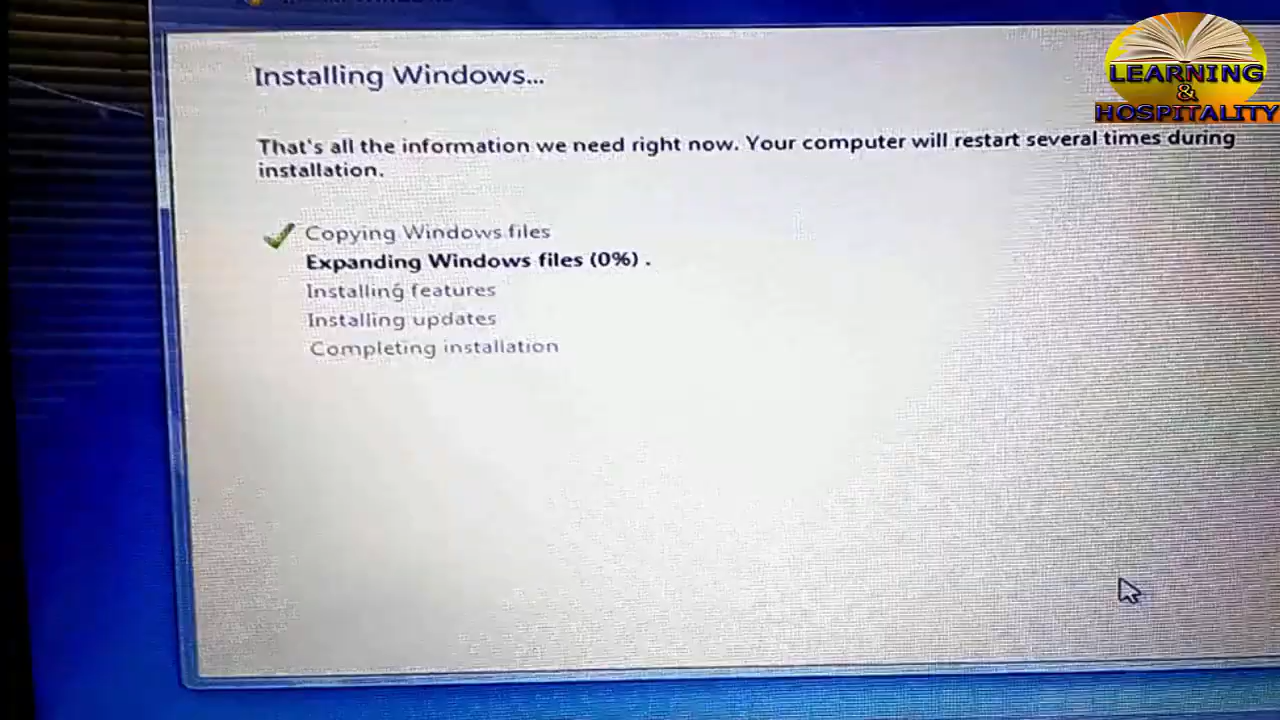 LEARNING
&
HOSPITALITY
Installing Windows...
That's all the information we need right now. Your computer will restart several times during
installation.
Copying Windows files
Expanding Windows files (0%) .
Installing features
Installing updates
Completing installation